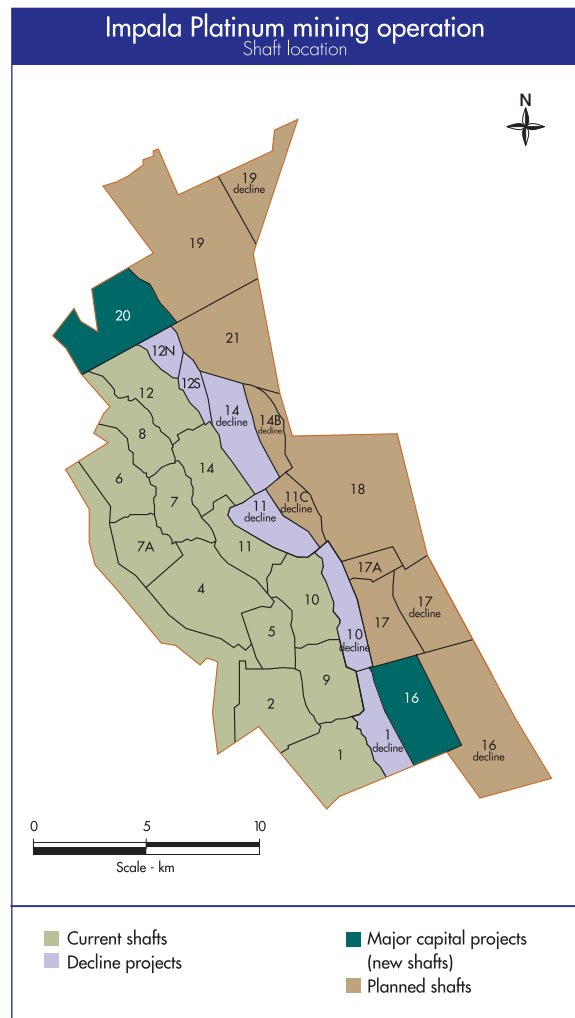 Impala Platinum mining operation
Shaft location
N
19
decline
19
20
21
12N
12S
12
14
decline
14B
decline
8
14
6
7
11C
decline
18
11
decline
7A
11
17A
4
10
17
17
decline
5
10
decline
9
16
2
1
decline
1
16
decline
0
5
10
Scale - km
Current shafts
Decline projects
Major capital projects
(new shafts)
Planned shafts